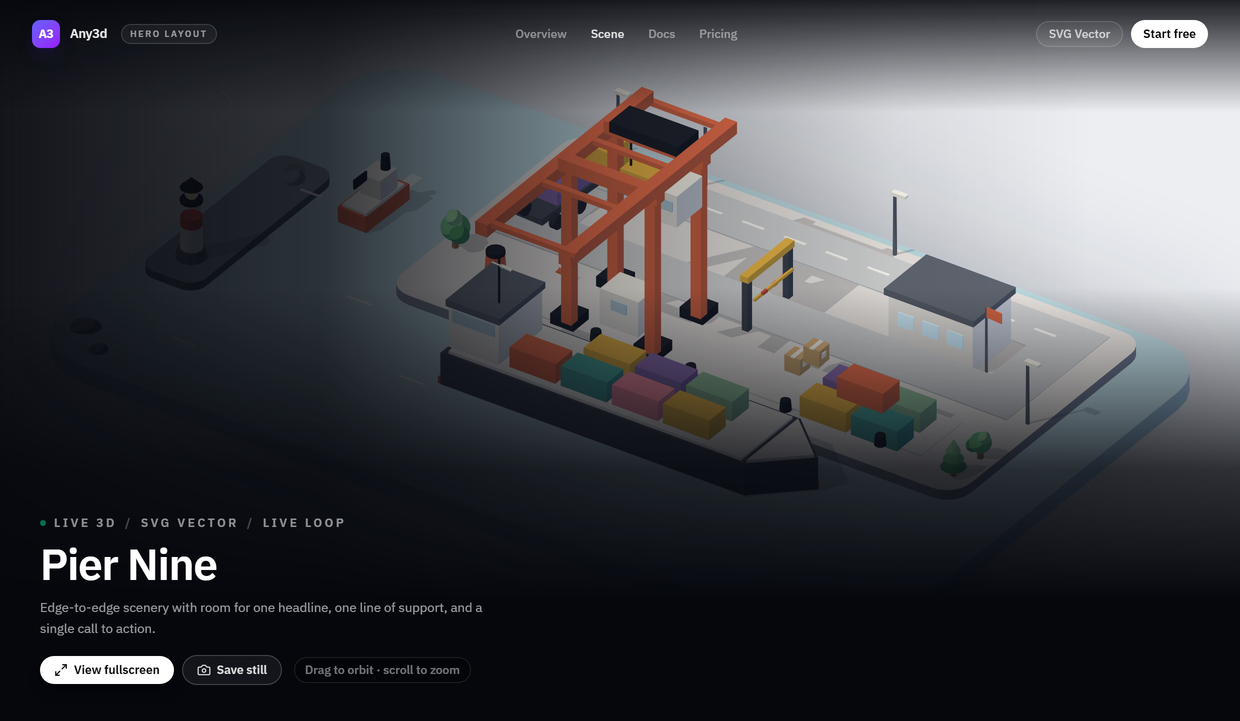 A3 Any3d HERO LAYOUT Overview Scene Docs Pricing SVG Vector Start free
LIVE 3D / SVG VECTOR / LIVE LOOP
Pier Nine
Edge-to-edge scenery with room for one headline, one line of support, and a
single call to action.
View fullscreen Save still Drag to orbit · scroll to zoom